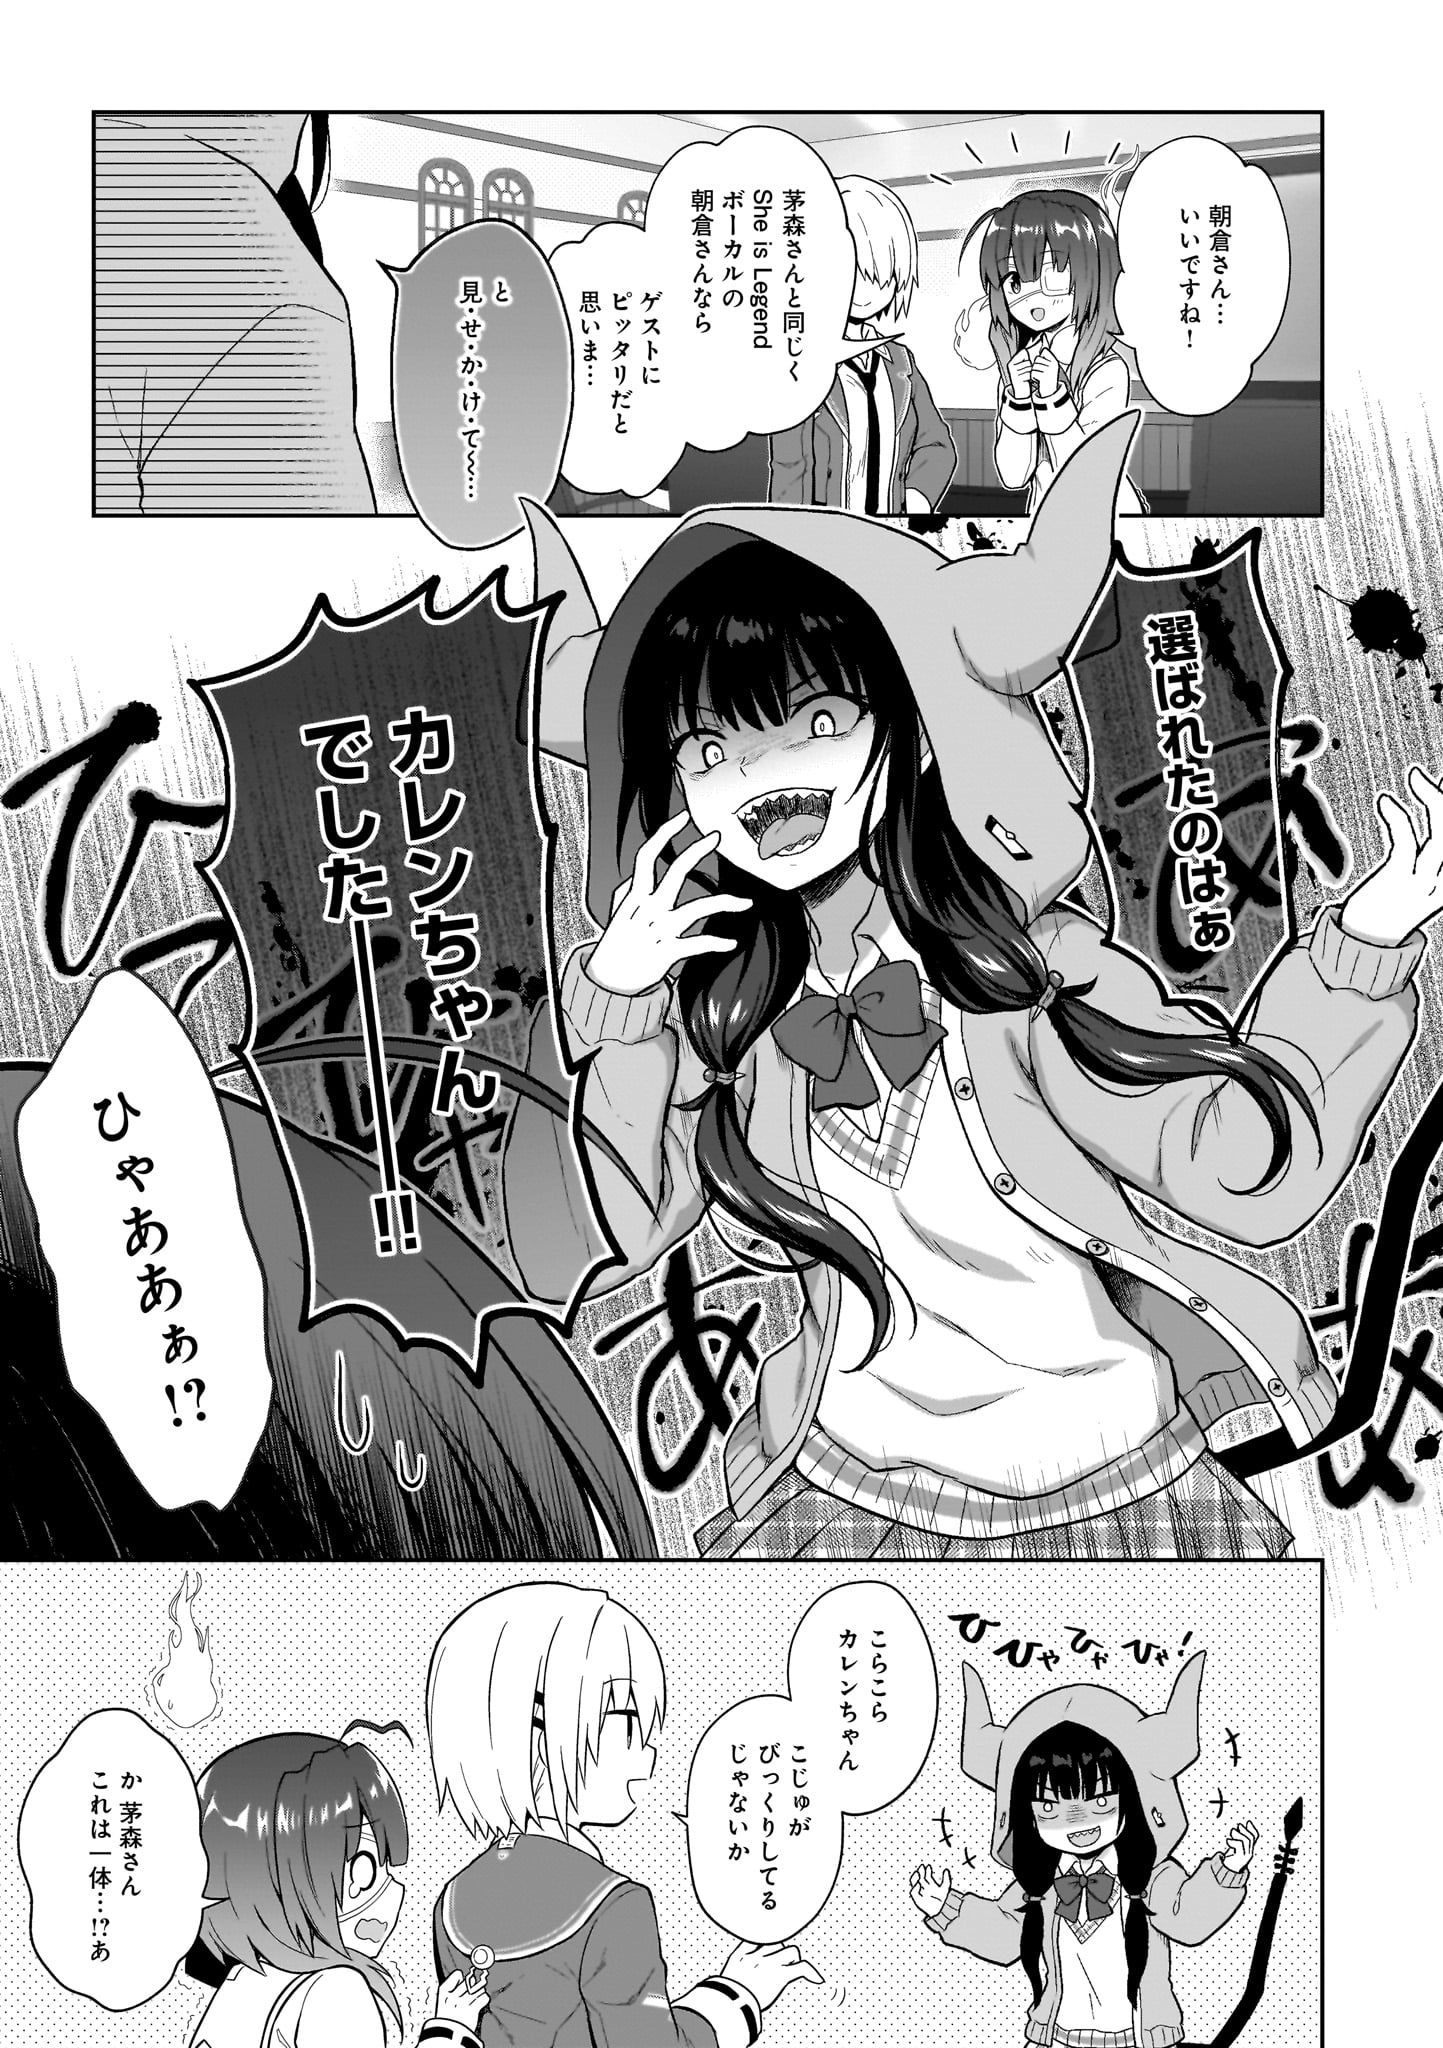 朝倉さん…
いいですね！
茅森さんと同じく
She is Legend
ボーカルの
朝倉さんなら
ゲストに
ピッタリだと
思いま…
と
見・せ・か・け・て〜……
選ばれたのはぁ
カレンちゃん
でした━━!!
ひゃああぁ!?
ひゃ
ひゃ
ひゃ！
こらこら
カレンちゃん
こじゅが
びっくりしてる
じゃないか
か 茅森さん
これは一体…!?あ